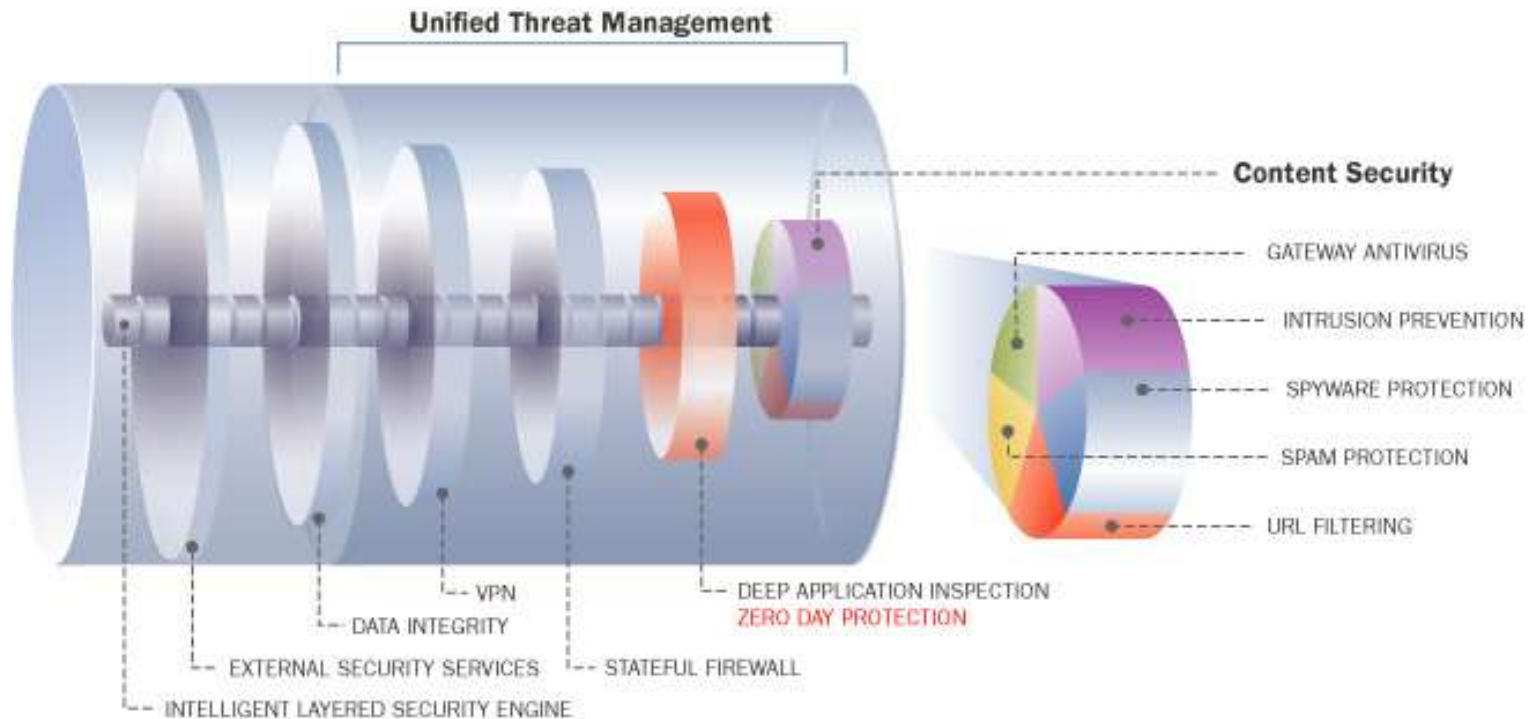 Unified Threat Management
Content Security
GATEWAY ANTIVIRUS
INTRUSION PREVENTION
SPYWARE PROTECTION
SPAM PROTECTION
URL FILTERING
DEEP APPLICATION INSPECTION
ZERO DAY PROTECTION
VPN
DATA INTEGRITY
EXTERNAL SECURITY SERVICES
STATEFUL FIREWALL
INTELLIGENT LAYERED SECURITY ENGINE